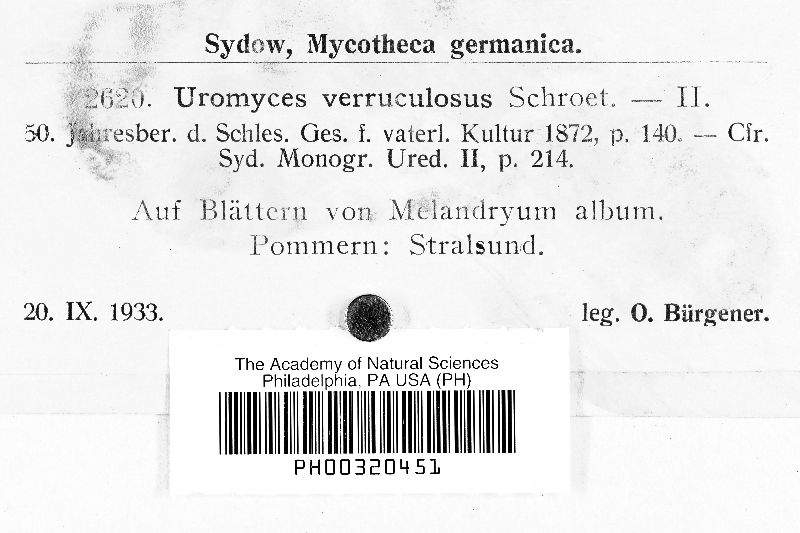 Sydow, Mycotheca germanica.
2620. Uromyces verruculosus Schroet. — II.
50. Jahresber. d. Schles. Ges. f. vaterl. Kultur 1872, p. 140. — Cfr.
Syd. Monogr. Ured. II, p. 214.
Auf Blättern von Melandryum album.
Pommern: Stralsund.
20. IX. 1933. leg. O. Bürgener.
The Academy of Natural Sciences
Philadelphia, PA USA (PH)
PH00320451